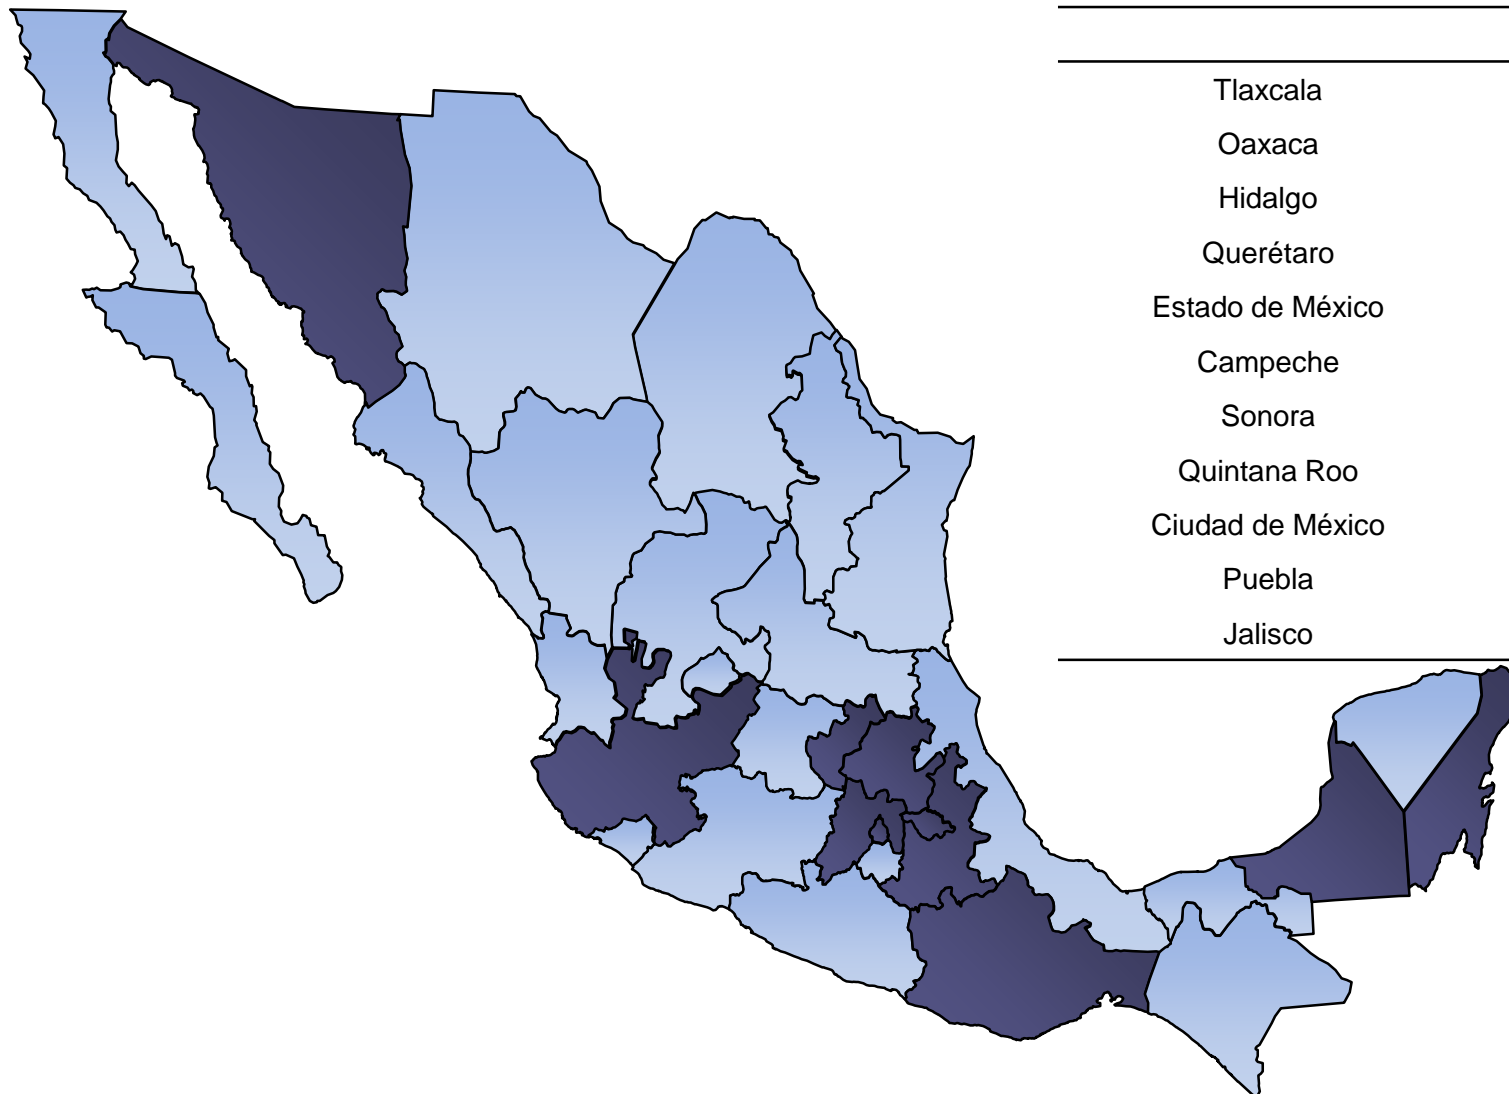 Tlaxcala
Oaxaca
Hidalgo
Querétaro
Estado de México
Campeche
Sonora
Quintana Roo
Ciudad de México
Puebla
Jalisco